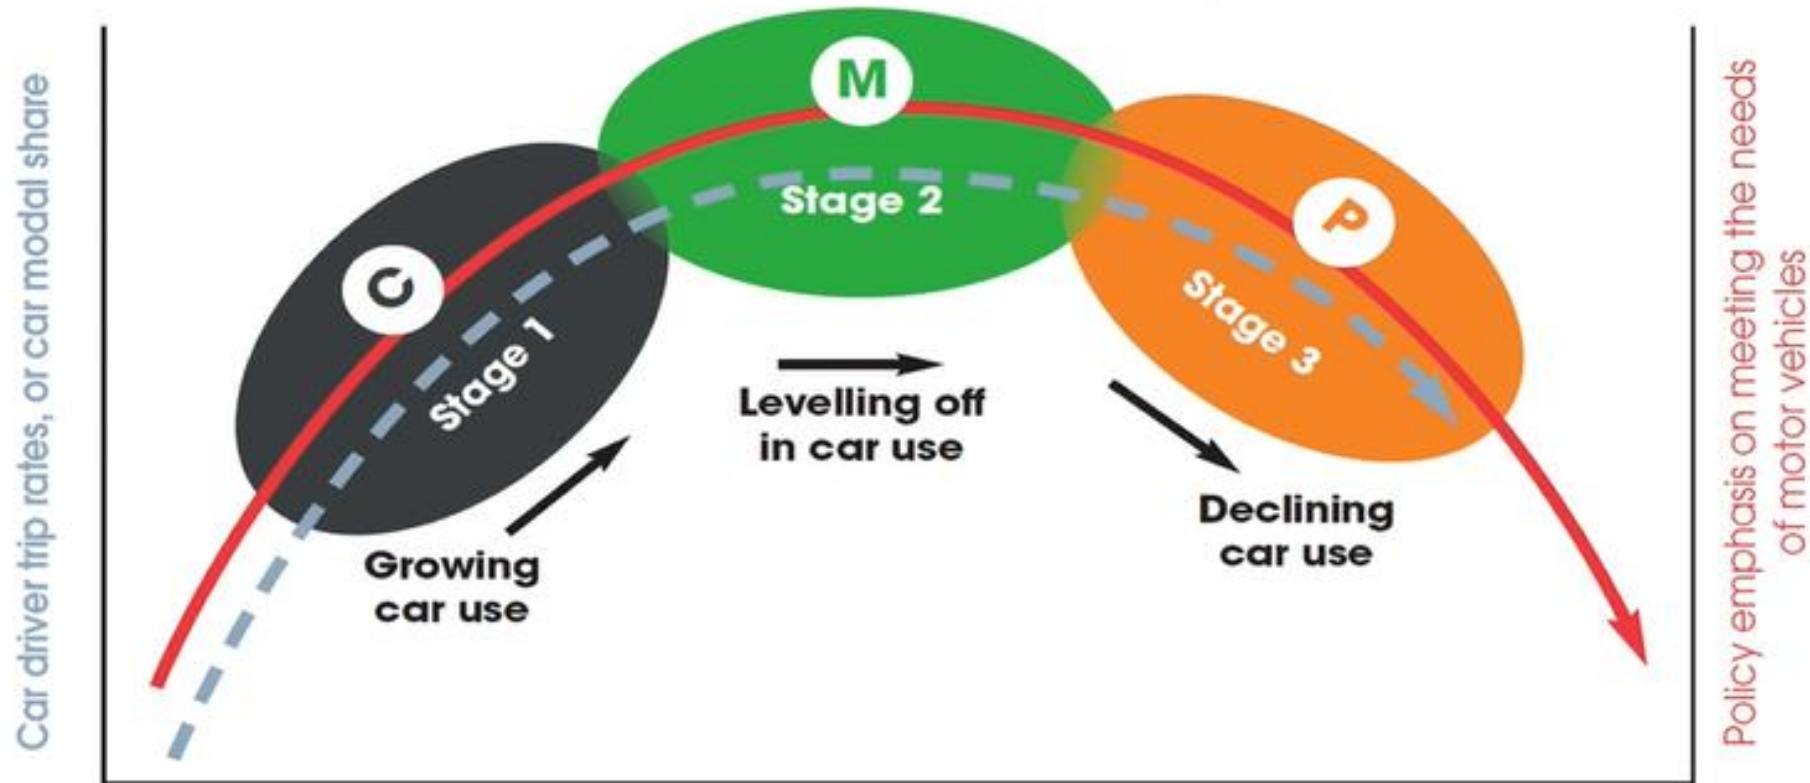 Car driver trip rates, or car modal share
C
Stage 1
Growing
car use
M
Stage 2
Levelling off
in car use
P
Stage 3
Declining
car use
Policy emphasis on meeting the needs
of motor vehicles